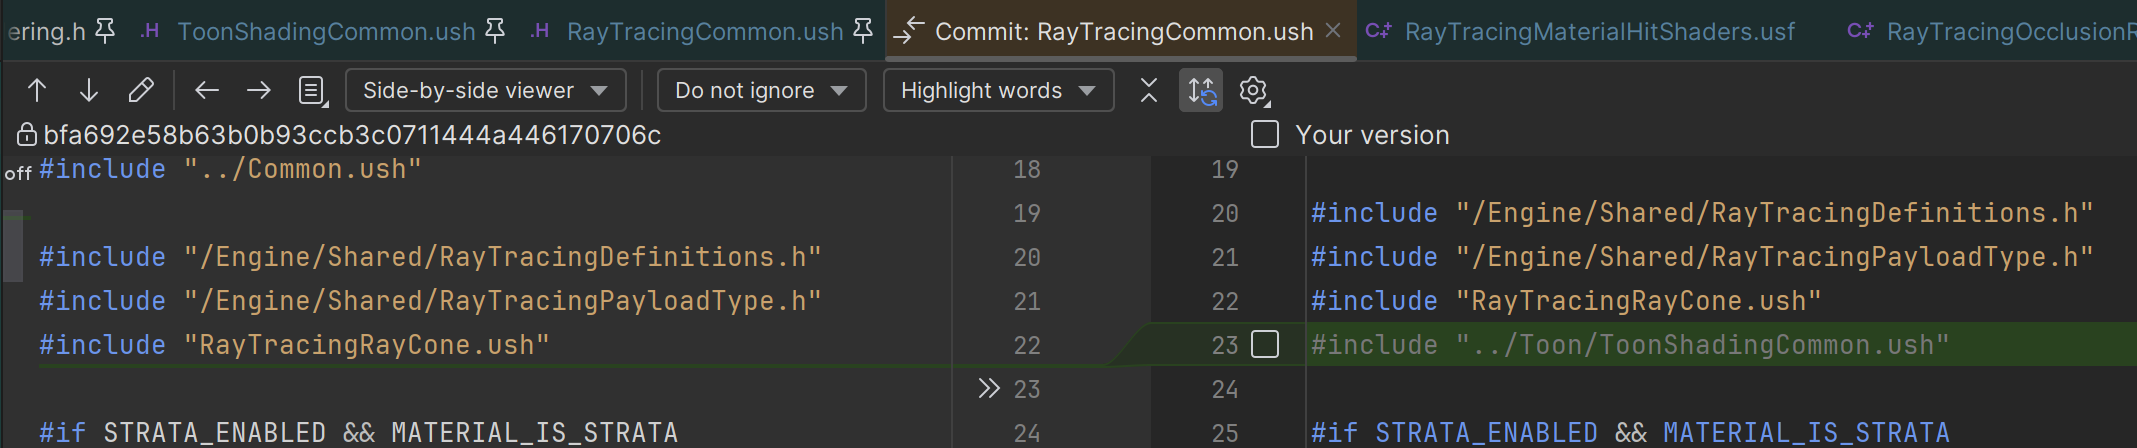 ering.h .H ToonShadingCommon.ush .H RayTracingCommon.ush Commit: RayTracingCommon.ush C+ RayTracingMaterialHitShaders.usf C+ RayTracingOcclusionR
Side-by-side viewer Do not ignore Highlight words
bfa692e58b63b0b93ccb3c0711444a446170706c Your version
off #include "../Common.ush" 18 19
19 20 #include "/Engine/Shared/RayTracingDefinitions.h"
#include "/Engine/Shared/RayTracingDefinitions.h" 20 21 #include "/Engine/Shared/RayTracingPayloadType.h"
#include "/Engine/Shared/RayTracingPayloadType.h" 21 22 #include "RayTracingRayCone.ush"
#include "RayTracingRayCone.ush" 22 23 #include "../Toon/ToonShadingCommon.ush"
23 24
#if STRATA_ENABLED && MATERIAL_IS_STRATA 24 25 #if STRATA_ENABLED && MATERIAL_IS_STRATA